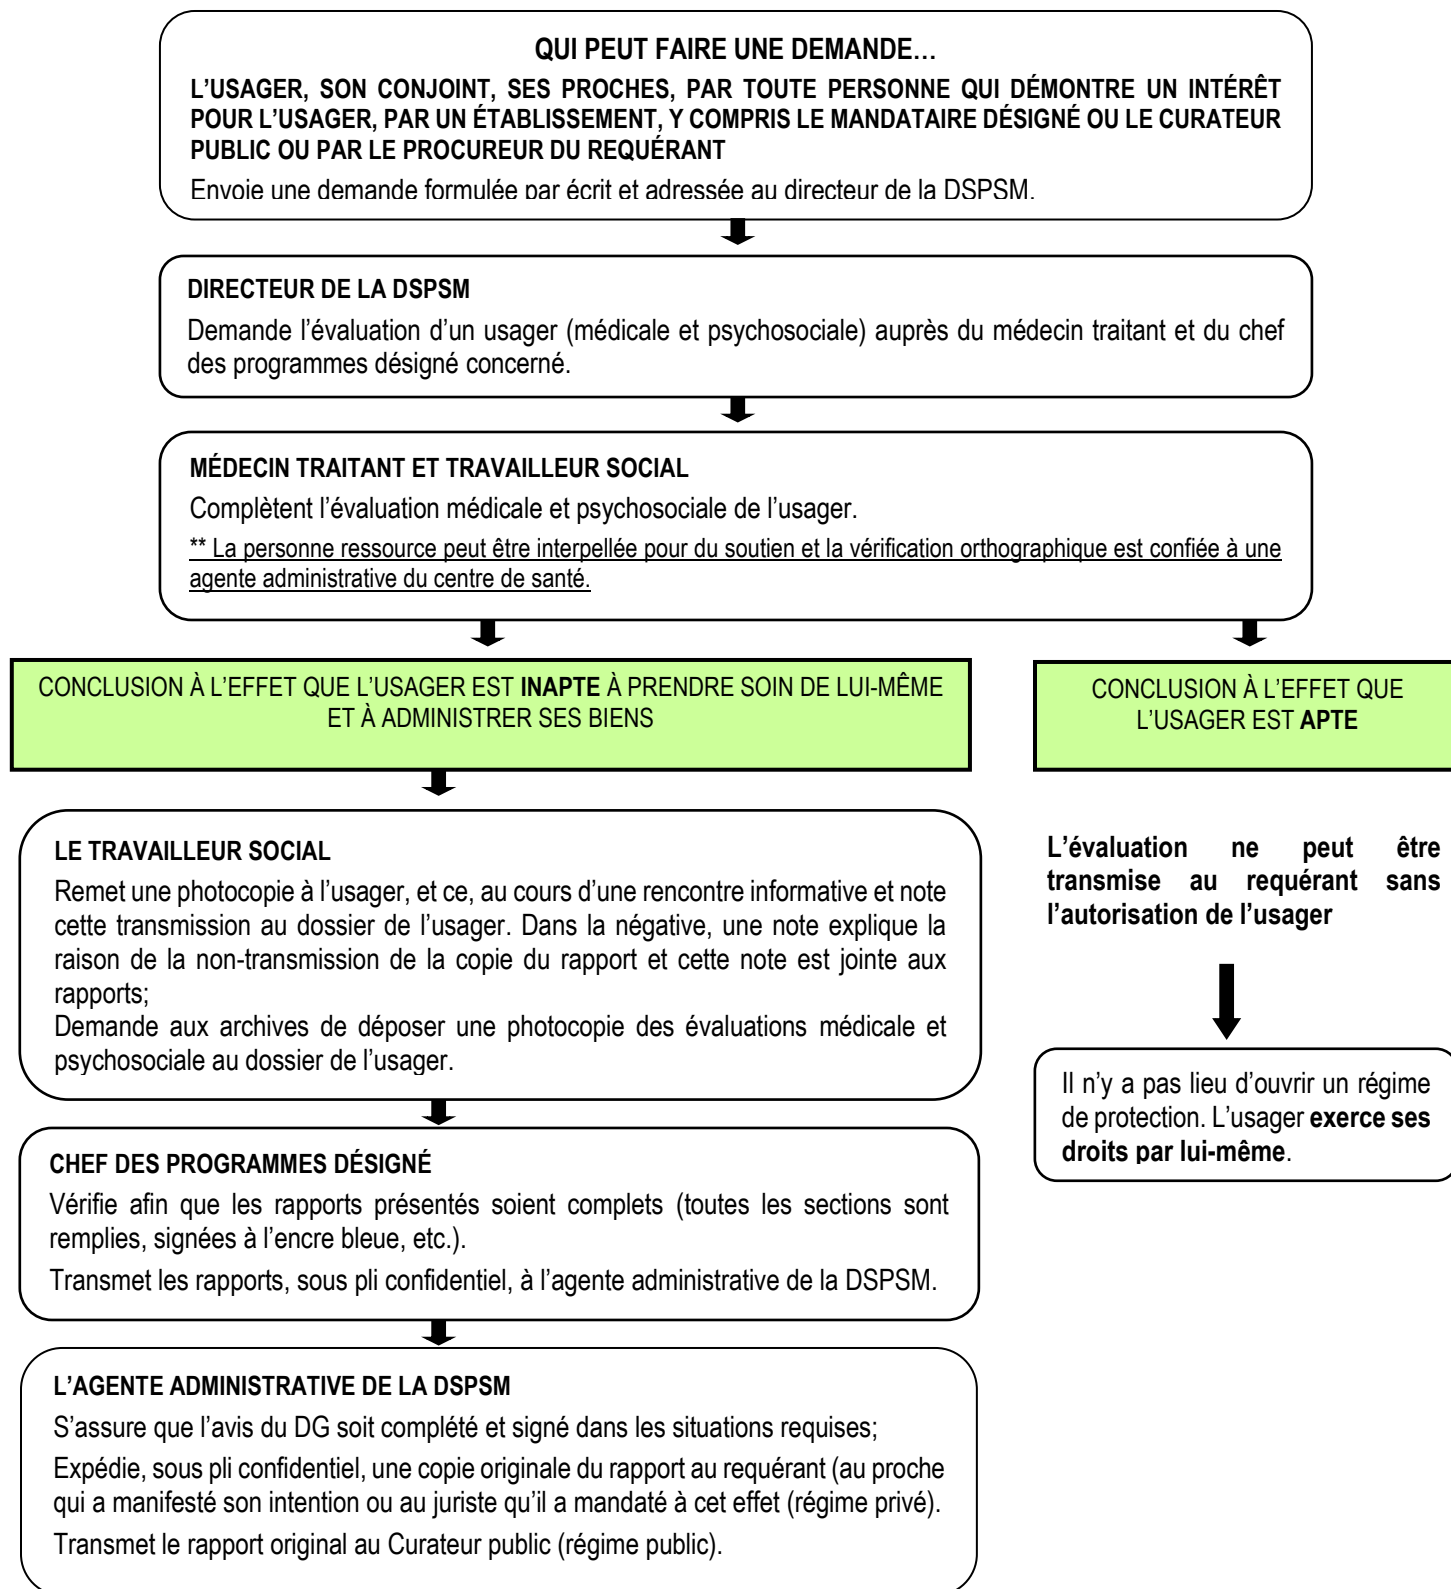 QUI PEUT FAIRE UNE DEMANDE…
L’USAGER, SON CONJOINT, SES PROCHES, PAR TOUTE PERSONNE QUI DÉMONTRE UN INTÉRÊT
POUR L’USAGER, PAR UN ÉTABLISSEMENT, Y COMPRIS LE MANDATAIRE DÉSIGNÉ OU LE CURATEUR
PUBLIC OU PAR LE PROCUREUR DU REQUÉRANT
Envoie une demande formulée par écrit et adressée au directeur de la DSPSM.
DIRECTEUR DE LA DSPSM
Demande l’évaluation d’un usager (médicale et psychosociale) auprès du médecin traitant et du chef
des programmes désigné concerné.
MÉDECIN TRAITANT ET TRAVAILLEUR SOCIAL
Complètent l’évaluation médicale et psychosociale de l’usager.
** La personne ressource peut être interpellée pour du soutien et la vérification orthographique est confiée à une
agente administrative du centre de santé.
CONCLUSION À L’EFFET QUE L’USAGER EST INAPTE À PRENDRE SOIN DE LUI-MÊME
ET À ADMINISTRER SES BIENS
LE TRAVAILLEUR SOCIAL
Remet une photocopie à l’usager, et ce, au cours d’une rencontre informative et note
cette transmission au dossier de l’usager. Dans la négative, une note explique la
raison de la non-transmission de la copie du rapport et cette note est jointe aux
rapports;
Demande aux archives de déposer une photocopie des évaluations médicale et
psychosociale au dossier de l’usager.
CHEF DES PROGRAMMES DÉSIGNÉ
Vérifie afin que les rapports présentés soient complets (toutes les sections sont
remplies, signées à l’encre bleue, etc.).
Transmet les rapports, sous pli confidentiel, à l’agente administrative de la DSPSM.
L’AGENTE ADMINISTRATIVE DE LA DSPSM
S’assure que l’avis du DG soit complété et signé dans les situations requises;
Expédie, sous pli confidentiel, une copie originale du rapport au requérant (au proche
qui a manifesté son intention ou au juriste qu’il a mandaté à cet effet (régime privé).
Transmet le rapport original au Curateur public (régime public).
CONCLUSION À L’EFFET QUE
L’USAGER EST APTE
L’évaluation ne peut être
transmise au requérant sans
l’autorisation de l’usager
Il n’y a pas lieu d’ouvrir un régime
de protection. L’usager exerce ses
droits par lui-même.